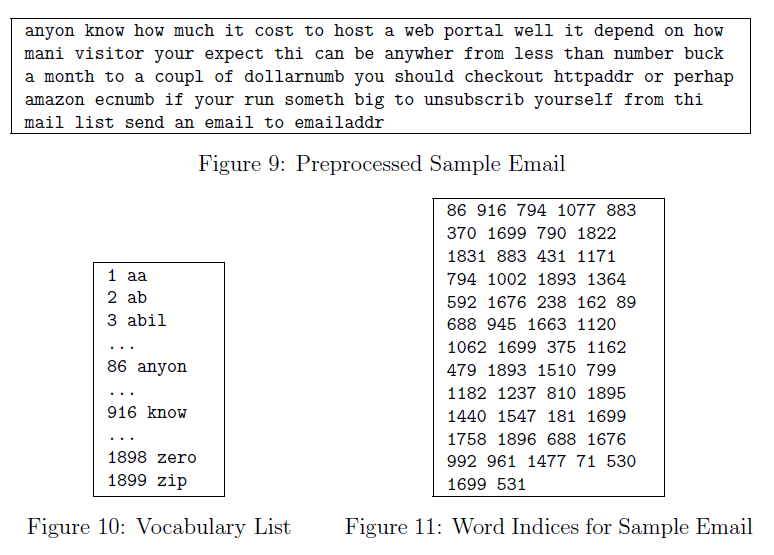 anyon know how much it cost to host a web portal well it depend on how
mani visitor your expect thi can be anywher from less than number buck
a month to a coupl of dollarnumb you should checkout httpaddr or perhap
amazon ecnumb if your run someth big to unsubscrib yourself from thi
mail list send an email to emailaddr
Figure 9: Preprocessed Sample Email
1 aa
2 ab
3 abil
...
86 anyon
...
916 know
...
1898 zero
1899 zip
Figure 10: Vocabulary List
86 916 794 1077 883
370 1699 790 1822
1831 883 431 1171
794 1002 1893 1364
592 1676 238 162 89
688 945 1663 1120
1062 1699 375 1162
479 1893 1510 799
1182 1237 810 1895
1440 1547 181 1699
1758 1896 688 1676
992 961 1477 71 530
1699 531
Figure 11: Word Indices for Sample Email